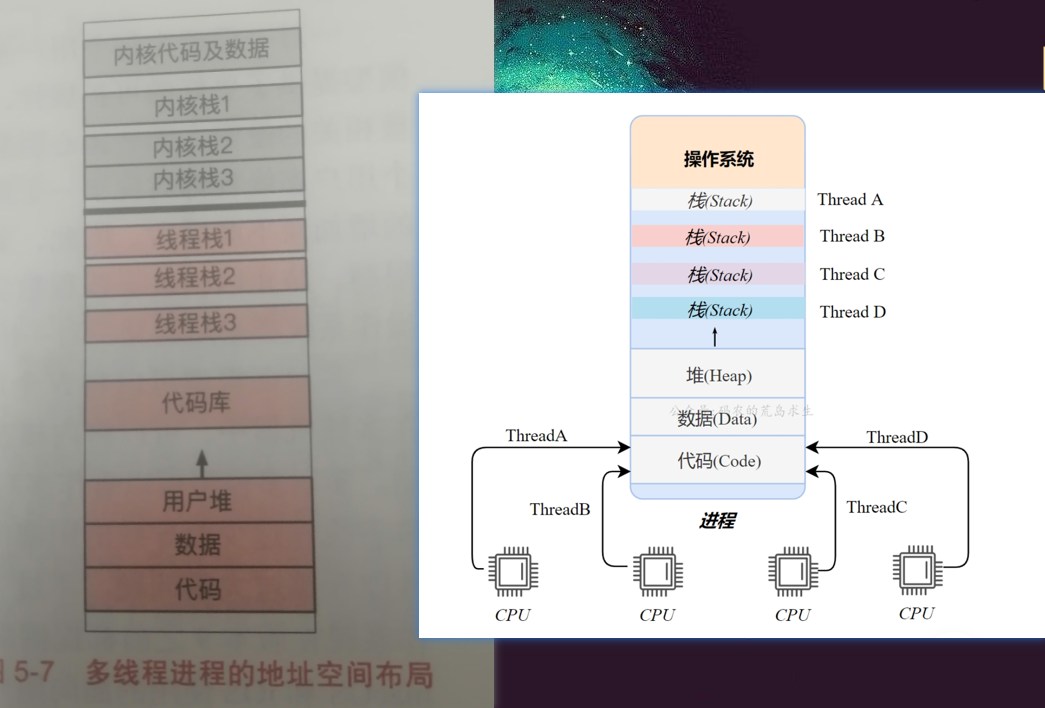 内核代码及数据
内核栈1
内核栈2
内核栈3
线程栈1
线程栈2
线程栈3
代码库
用户堆
数据
代码
5-7 多线程进程的地址空间布局
操作系统
栈(Stack) Thread A
栈(Stack) Thread B
栈(Stack) Thread C
栈(Stack) Thread D
堆(Heap)
数据(Data)
代码(Code)
ThreadA
ThreadD
ThreadB
ThreadC
进程
CPU
CPU
CPU
CPU